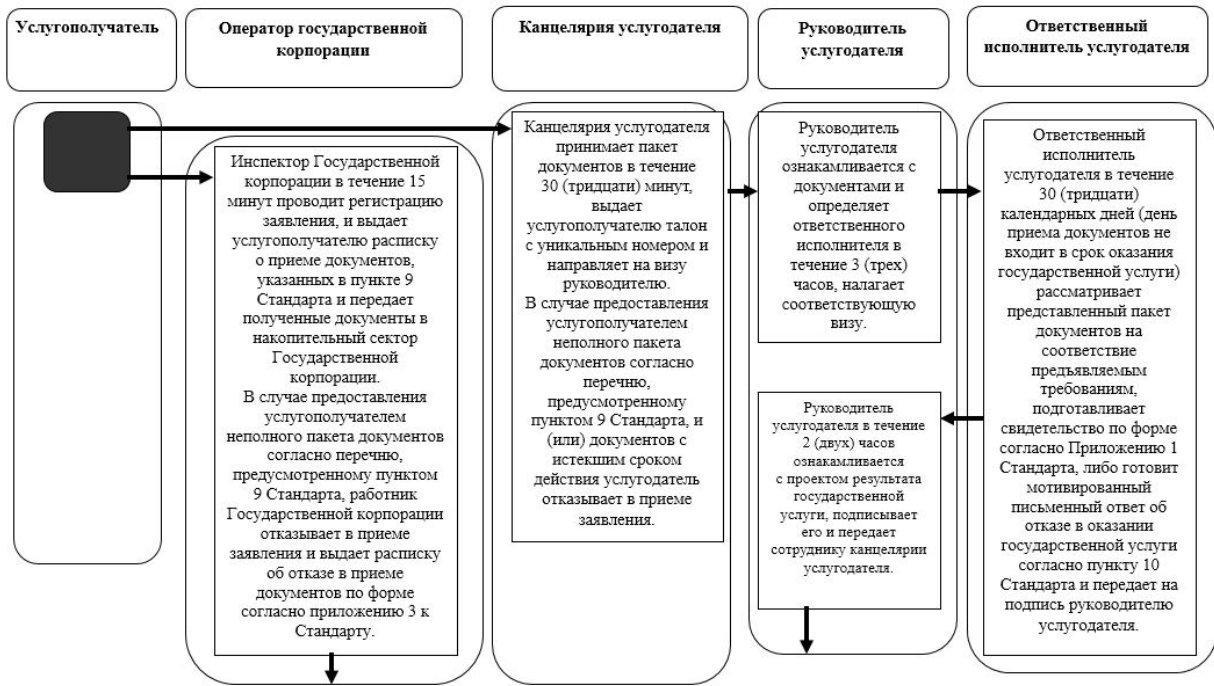 Услугополучатель
Оператор государственной
корпорации
Канцелярия услугодателя
Руководитель
услугодателя
Ответственный
исполнитель услугодателя
Инспектор Государственной
корпорации в течение 15
минут проводит регистрацию
заявления, и выдает
услугополучателю расписку
о приеме документов,
указанных в пункте 9
Стандарта и передает
полученные документы в
накопительный сектор
Государственной
корпорации.
В случае предоставления
услугополучателем
неполного пакета документов
согласно перечню,
предусмотренному пунктом
9 Стандарта, работник
Государственной корпорации
отказывает в приеме
заявления и выдает расписку
об отказе в приеме
документов по форме
согласно приложению 3 к
Стандарту.
Канцелярия услугодателя
принимает пакет
документов в течение
30 (тридцати) минут,
выдает
услугополучателю талон
с уникальным номером и
направляет на визу
руководителю.
В случае предоставления
услугополучателем
неполного пакета
документов согласно
перечню,
предусмотренному
пунктом 9 Стандарта, и
(или) документов с
истекшим сроком
действия услугодатель
отказывает в приеме
заявления.
Руководитель
услугодателя
ознакамливается с
документами и
определяет
ответственного
исполнителя в
течение 3 (трех)
часов, налагает
соответствующую
визу.
Руководитель
услугодателя в течение
2 (двух) часов
ознакамливается
с проектом результата
государственной
услуги, подписывает
его и передает
сотруднику канцелярии
услугодателя.
Ответственный
исполнитель
услугодателя в течение
30 (тридцати)
календарных дней (день
приема документов не
входит в срок оказания
государственной услуги)
рассматривает
представленный пакет
документов на
соответствие
предъявляемым
требованиям,
подготавливает
свидетельство по форме
согласно Приложению 1
Стандарта, либо готовит
мотивированный
письменный ответ об
отказе в оказании
государственной услуги
согласно пункту 10
Стандарта и передает на
подпись руководителю
услугодателя.